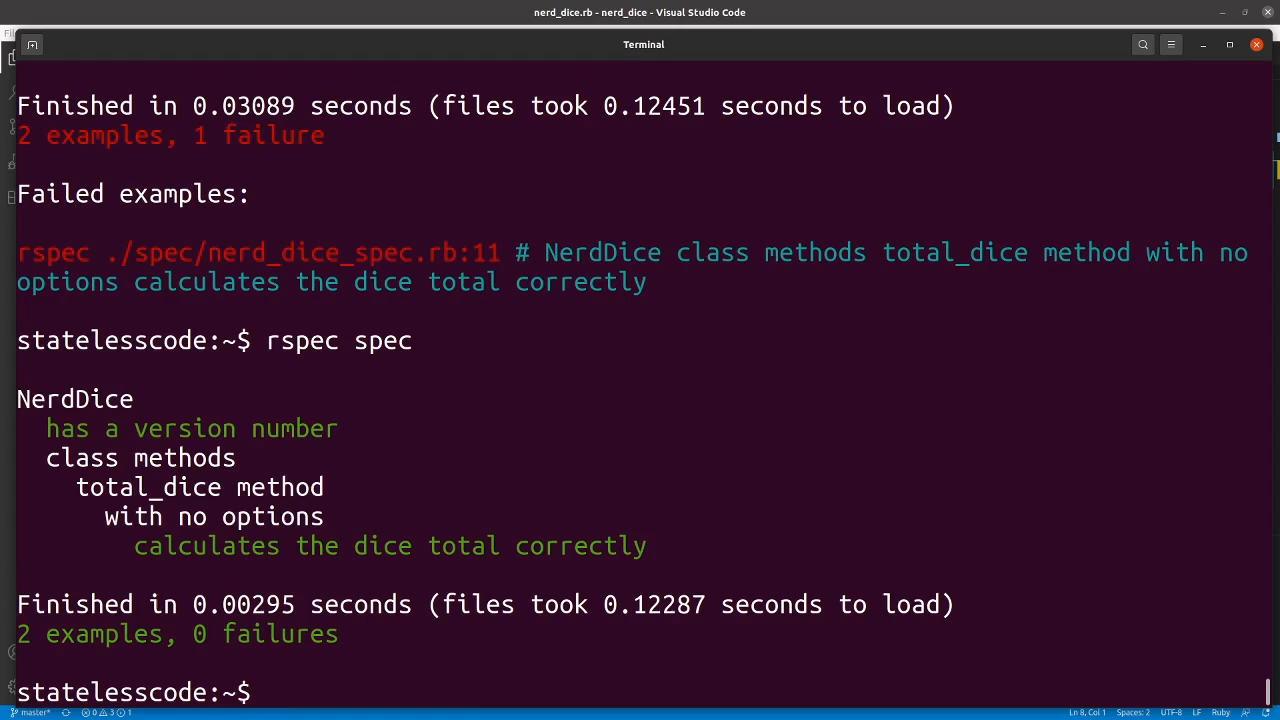 nerd_dice.rb - nerd_dice - Visual Studio Code
Terminal
Finished in 0.03089 seconds (files took 0.12451 seconds to load)
2 examples, 1 failure
Failed examples:
rspec ./spec/nerd_dice_spec.rb:11 # NerdDice class methods total_dice method with no
options calculates the dice total correctly
statelesscode:~$ rspec spec
NerdDice
has a version number
class methods
total_dice method
with no options
calculates the dice total correctly
Finished in 0.00295 seconds (files took 0.12287 seconds to load)
2 examples, 0 failures
statelesscode:~$
master* 0 3 1 Ln 8, Col 1 Spaces: 2 UTF-8 LF Ruby